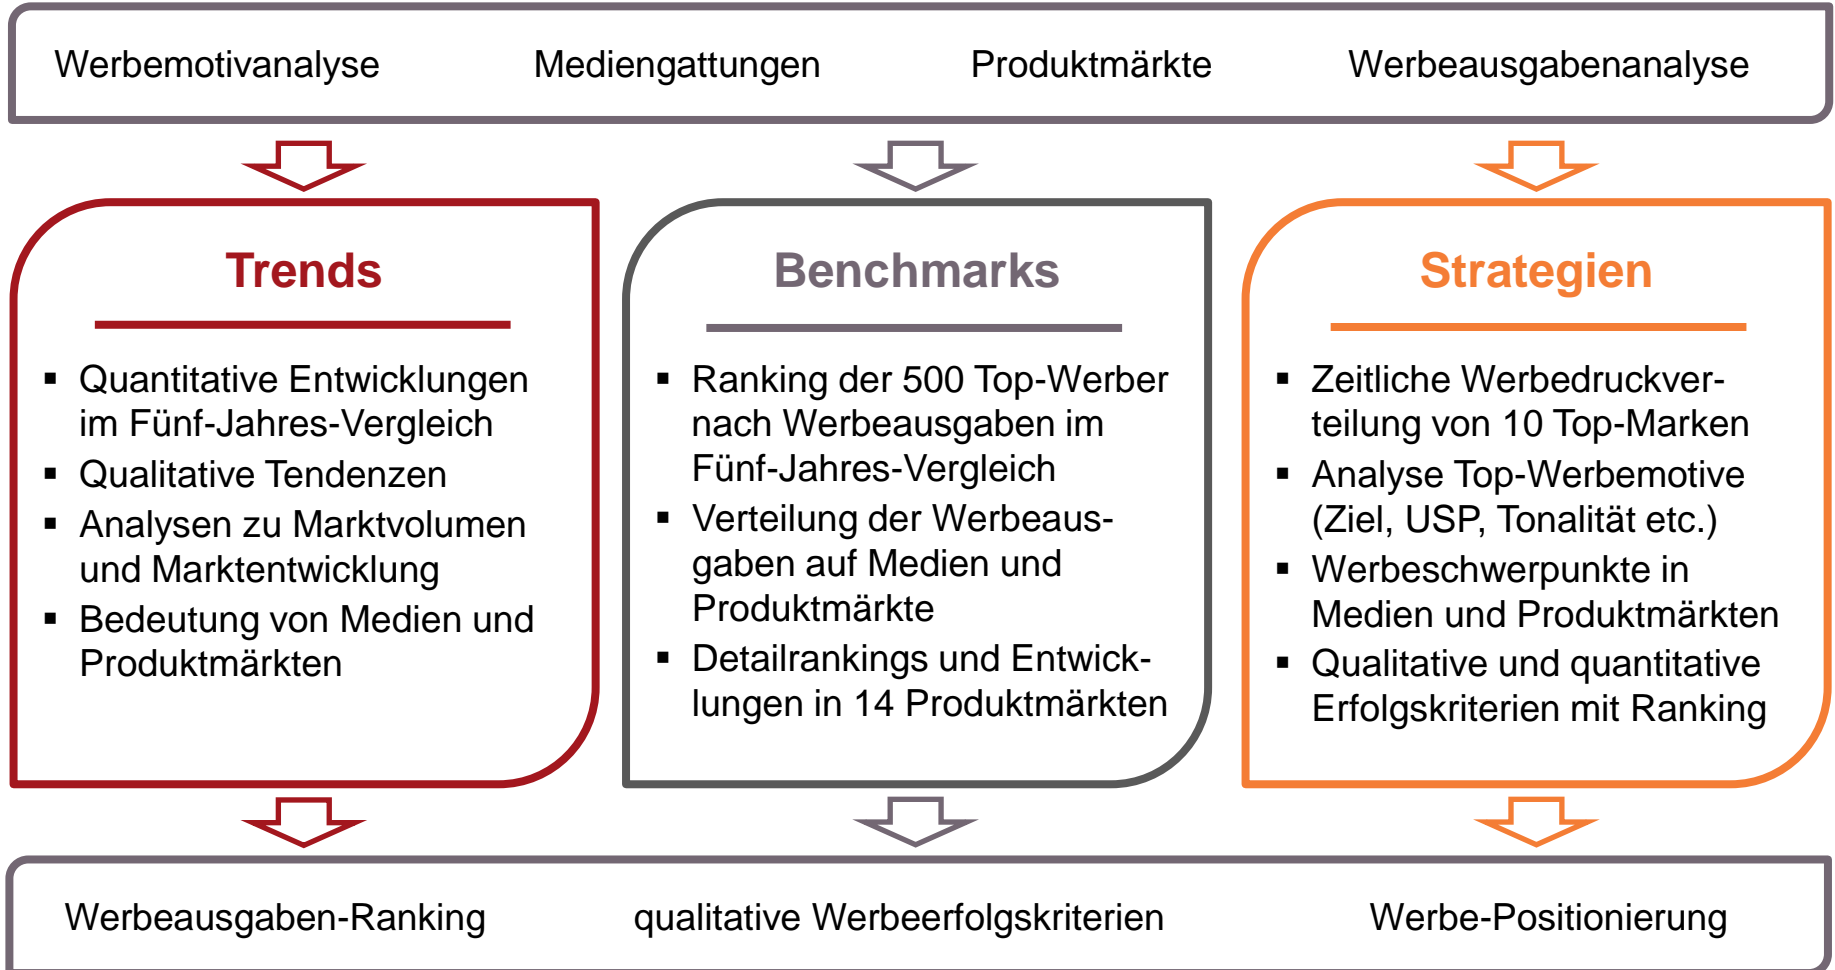 Werbemotivanalyse Mediengattungen Produktmärkte Werbeausgabenanalyse
Trends
▪ Quantitative Entwicklungen
im Fünf-Jahres-Vergleich
▪ Qualitative Tendenzen
▪ Analysen zu Marktvolumen
und Marktentwicklung
▪ Bedeutung von Medien und
Produktmärkten
Benchmarks
▪ Ranking der 500 Top-Werber
nach Werbeausgaben im
Fünf-Jahres-Vergleich
▪ Verteilung der Werbeaus-
gaben auf Medien und
Produktmärkte
▪ Detailrankings und Entwick-
lungen in 14 Produktmärkten
Strategien
▪ Zeitliche Werbedruckver-
teilung von 10 Top-Marken
▪ Analyse Top-Werbemotive
(Ziel, USP, Tonalität etc.)
▪ Werbeschwerpunkte in
Medien und Produktmärkten
▪ Qualitative und quantitative
Erfolgskriterien mit Ranking
Werbeausgaben-Ranking qualitative Werbeerfolgskriterien Werbe-Positionierung